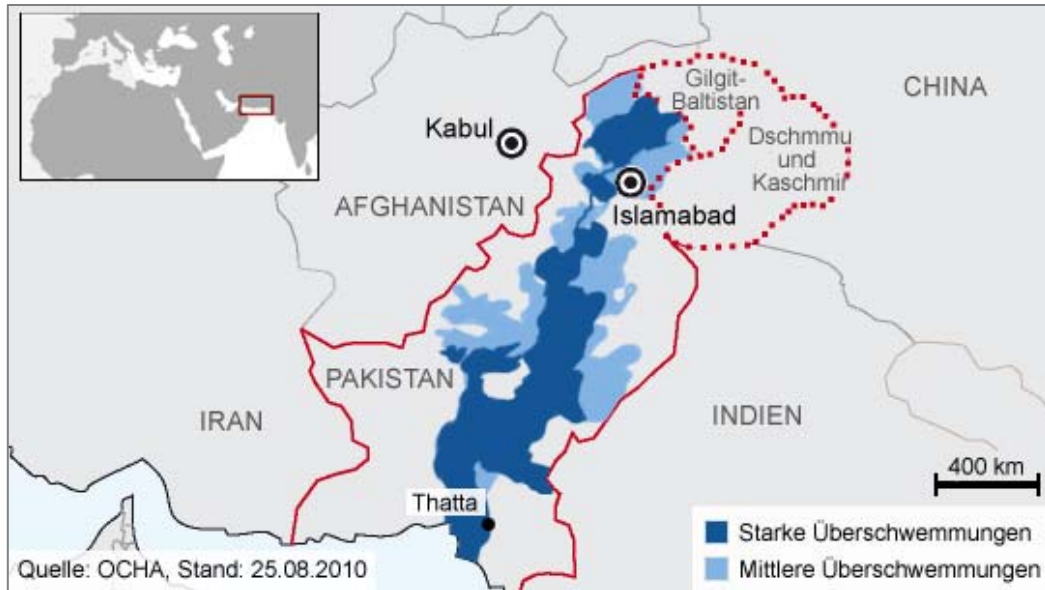 Gilgit-
Baltistan
CHINA
Kabul
Dschmmu
und
Kaschmir
AFGHANISTAN
Islamabad
PAKISTAN
IRAN
INDIEN
400 km
Thatta
Starke Überschwemmungen
Mittlere Überschwemmungen
Quelle: OCHA, Stand: 25.08.2010